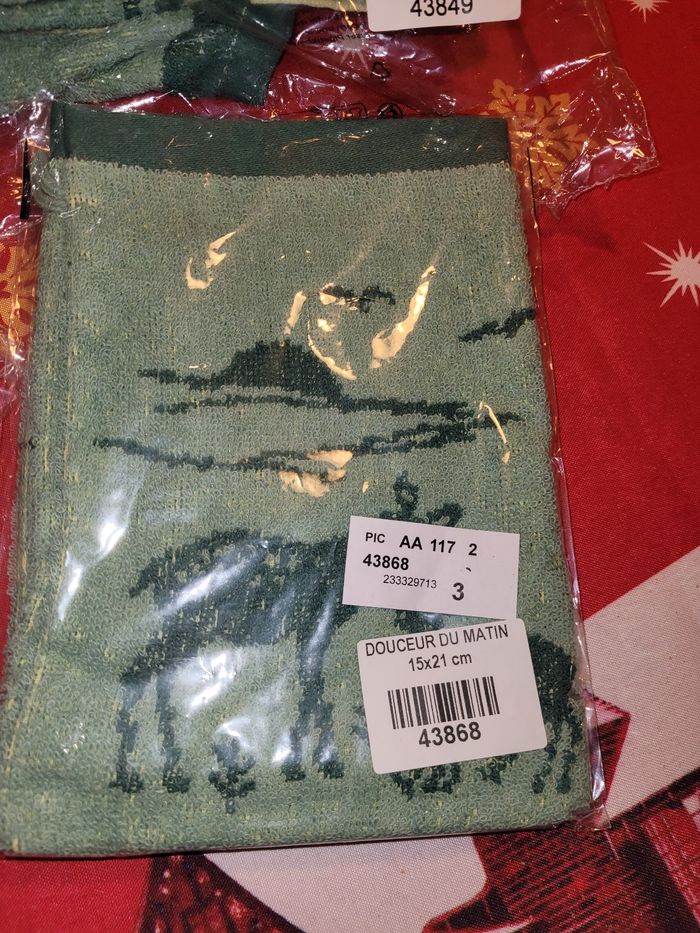 43849
PIC AA 117 2
43868
233329713 3
DOUCEUR DU MATIN
15x21 cm
43868